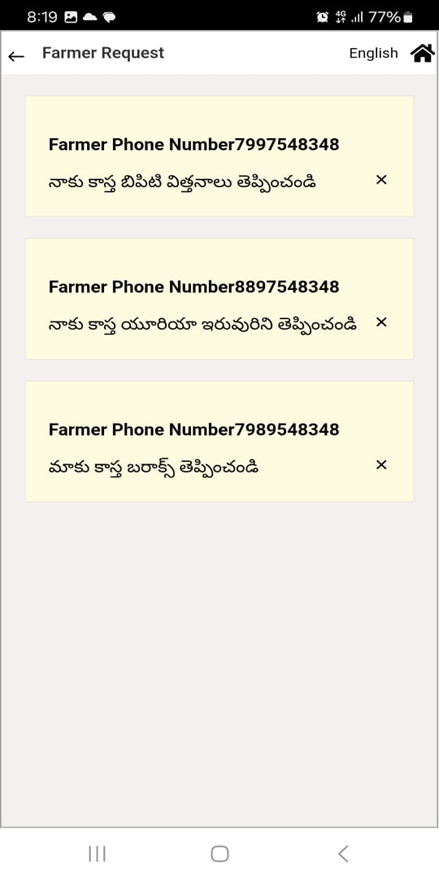 8:19 4G 77%
Farmer Request English
Farmer Phone Number7997548348
నాకు కాస్త బిపిటి విత్తనాలు తెప్పించండి ×
Farmer Phone Number8897548348
నాకు కాస్త యూరియా ఇరువురిని తెప్పించండి ×
Farmer Phone Number7989548348
మాకు కాస్త బరాక్స్ తెప్పించండి ×